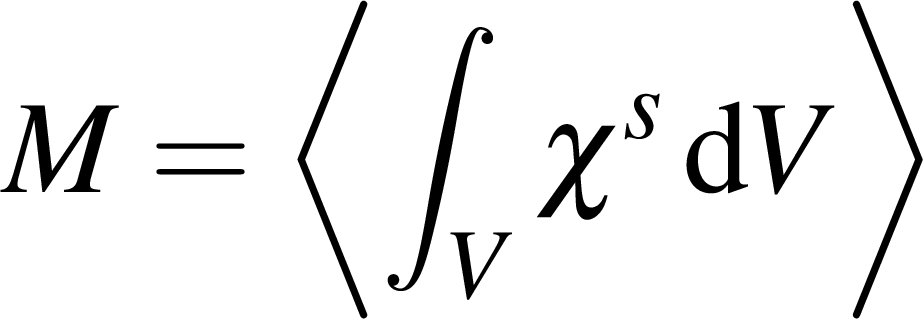 M = ⟨ ∫_V χ^s dV ⟩